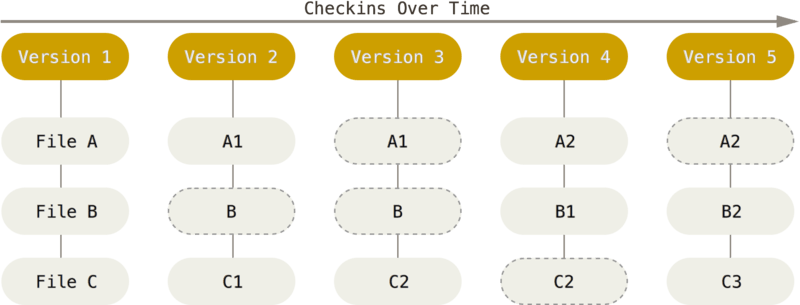 Checkins Over Time
Version 1 Version 2 Version 3 Version 4 Version 5
File A A1 A1 A2 A2
File B B B B1 B2
File C C1 C2 C2 C3